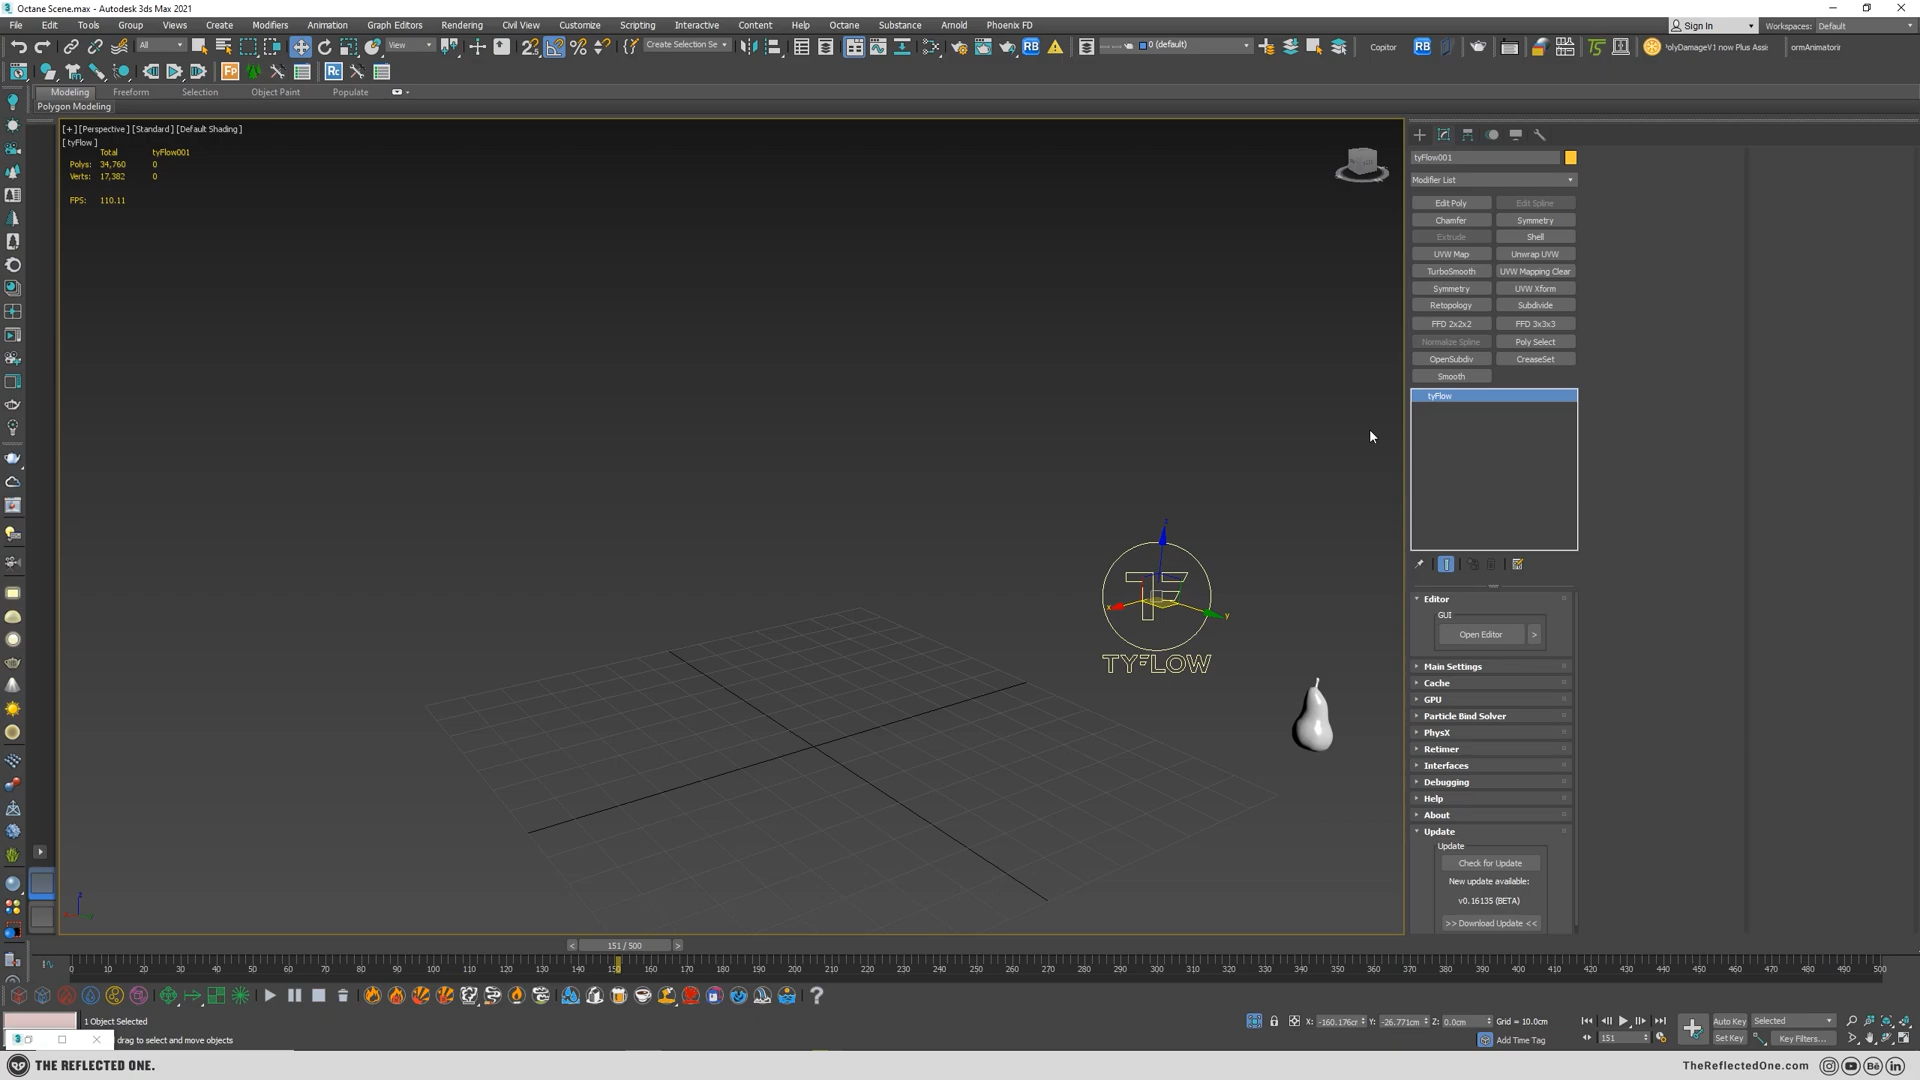 Octane Scene.max - Autodesk 3ds Max 2021
File Edit Tools Group Views Create Modifiers Animation Graph Editors Rendering Civil View Customize Scripting Interactive Content Help Octane Substance Arnold Phoenix FD
Sign In Workspaces: Default
All View Create Selection Se 0 (default) Copitor RB olyDamageV1 now Plus Assis ormAnimatorir
Fp Rc
Modeling Freeform Selection Object Paint Populate
Polygon Modeling
[+] [Perspective ] [Standard ] [Default Shading ]
[ tyFlow ]
Total tyFlow001
Polys: 34,760 0
Verts: 17,382 0
FPS: 110.11
tyFlow001
Modifier List
Edit Poly Edit Spline
Chamfer Symmetry
Extrude Shell
UVW Map Unwrap UVW
TurboSmooth UVW Mapping Clear
Symmetry UVW Xform
Retopology Subdivide
FFD 2x2x2 FFD 3x3x3
Normalize Spline Poly Select
OpenSubdiv CreaseSet
Smooth
tyFlow
z
x
y
TYFLOW
Editor
GUI
Open Editor >
Main Settings
Cache
GPU
Particle Bind Solver
PhysX
Retimer
Interfaces
Debugging
Help
About
Update
Update
Check for Update
New update available:
v0.16135 (BETA)
>> Download Update <<
< 151 / 500 >
0 10 20 30 40 50 60 70 80 90 100 110 120 130 140 150 160 170 180 190 200 210 220 230 240 250 260 270 280 290 300 310 320 330 340 350 360 370 380 390 400 410 420 430 440 450 460 470 480 490 500
1 Object Selected
X: -160.176cr Y: -26.771cm Z: 0.0cm Grid = 10.0cm
Auto Key Selected
drag to select and move objects
Add Time Tag
151
Set Key Key Filters...
THE REFLECTED ONE.
TheReflectedOne.com